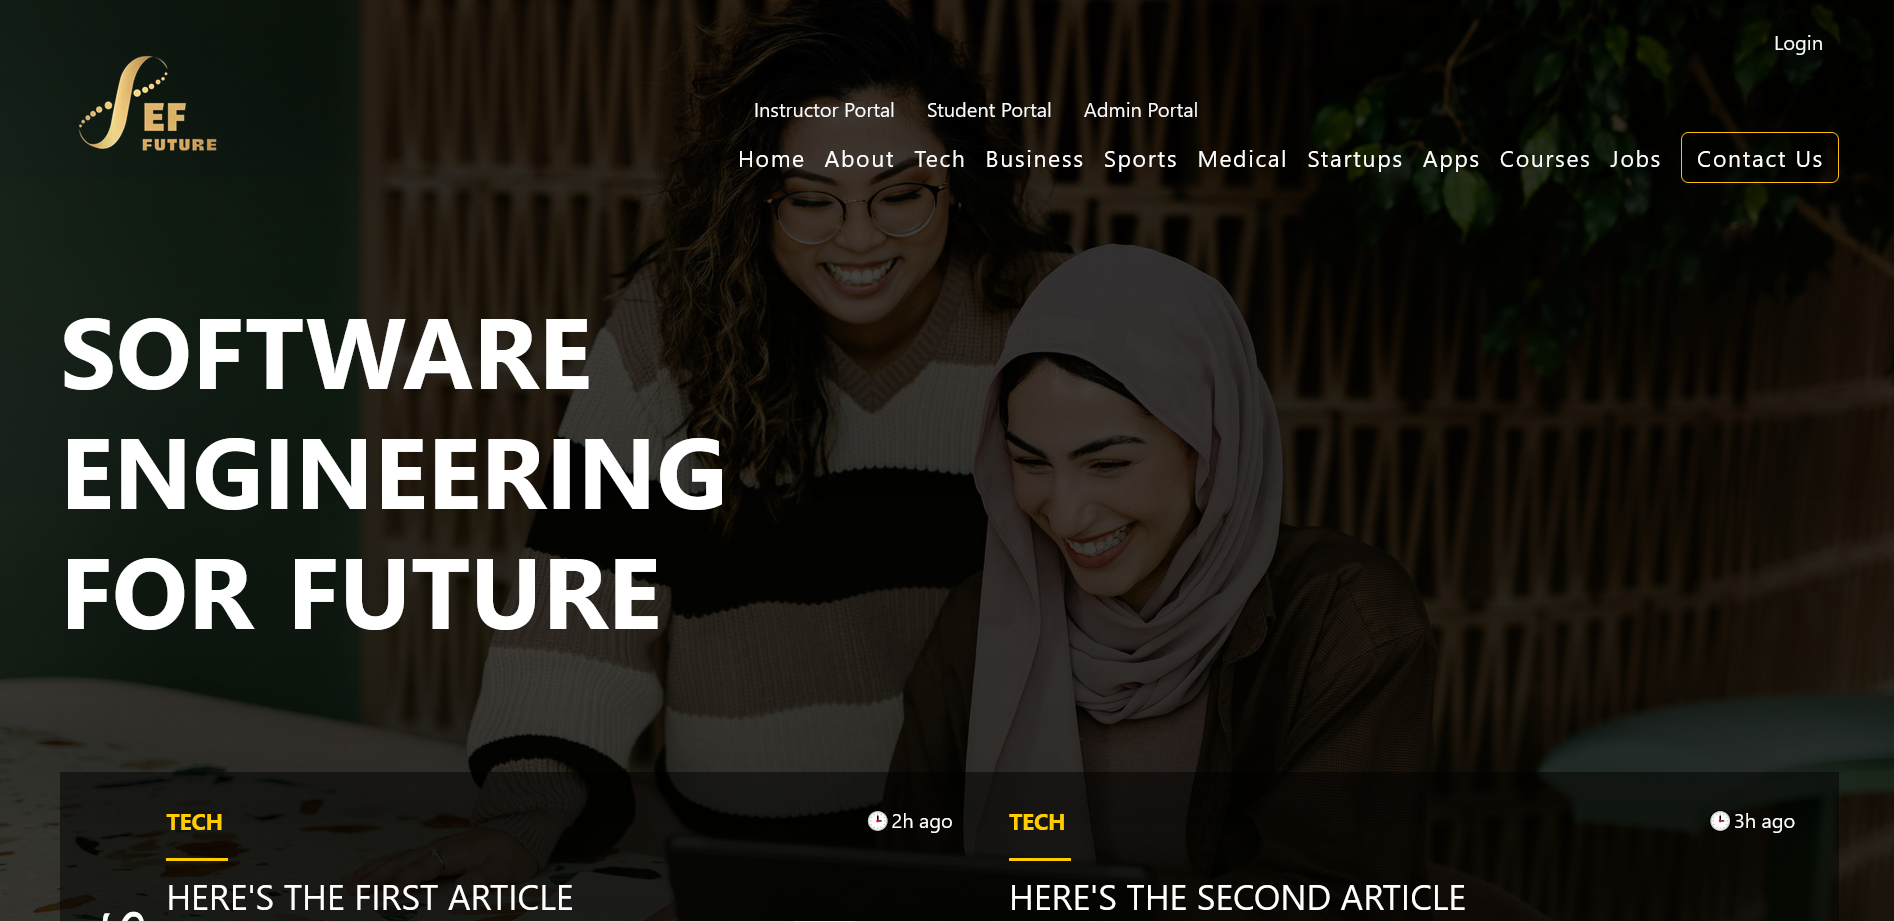 Login
EF
FUTURE
Instructor Portal Student Portal Admin Portal
Home About Tech Business Sports Medical Startups Apps Courses Jobs Contact Us
SOFTWARE
ENGINEERING
FOR FUTURE
TECH 2h ago
HERE'S THE FIRST ARTICLE
TECH 3h ago
HERE'S THE SECOND ARTICLE